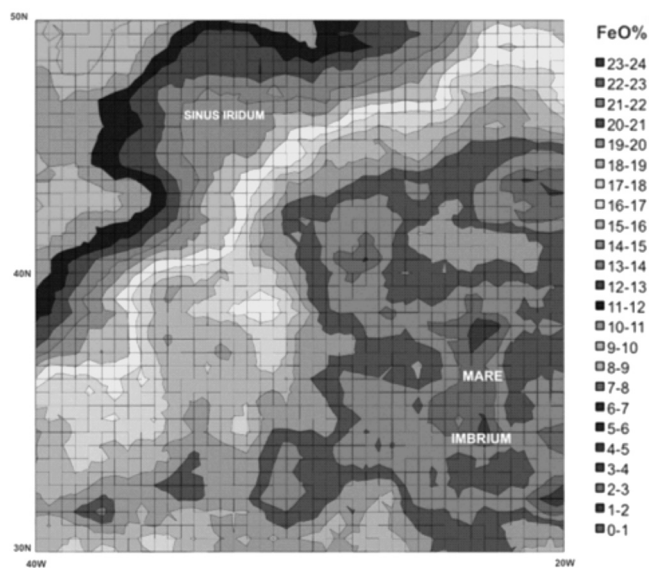 50N
FeO%
23-24
22-23
21-22
20-21
19-20
18-19
17-18
16-17
15-16
14-15
13-14
12-13
11-12
10-11
9-10
8-9
7-8
6-7
5-6
4-5
3-4
2-3
1-2
0-1
SINUS IRIDUM
40N
MARE
IMBRIUM
30N
40W
20W